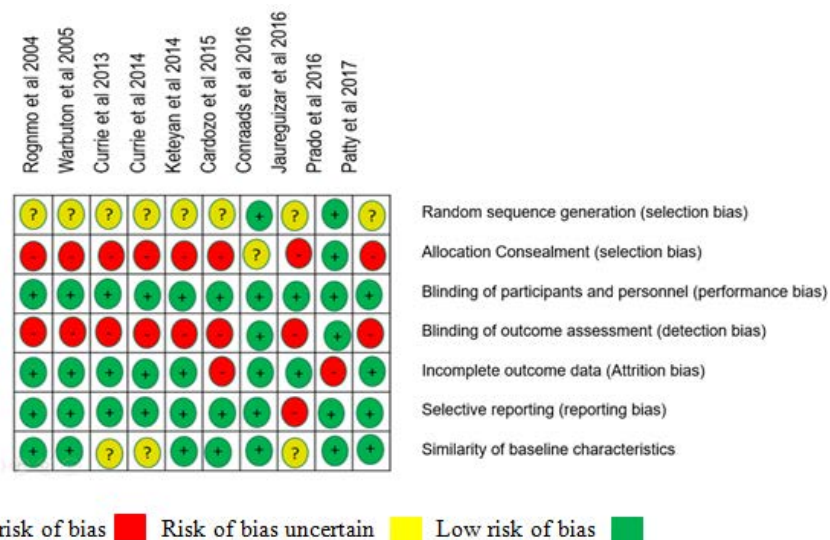 Rognmo et al 2004
Warbuton et al 2005
Currie et al 2013
Currie et al 2014
Keteyan et al 2014
Cardozo et al 2015
Conraads et al 2016
Jaureguizar et al 2016
Prado et al 2016
Patty et al 2017
? ? ? ? ? ? + ? + ? Random sequence generation (selection bias)
- - - - - - ? - + - Allocation Consealment (selection bias)
+ + + + + + + + + + Blinding of participants and personnel (performance bias)
- - - - - - + - + - Blinding of outcome assessment (detection bias)
+ + + + + - + + - + Incomplete outcome data (Attrition bias)
+ + + + + + + - + + Selective reporting (reporting bias)
+ + ? ? + + + ? + + Similarity of baseline characteristics
risk of bias Risk of bias uncertain Low risk of bias